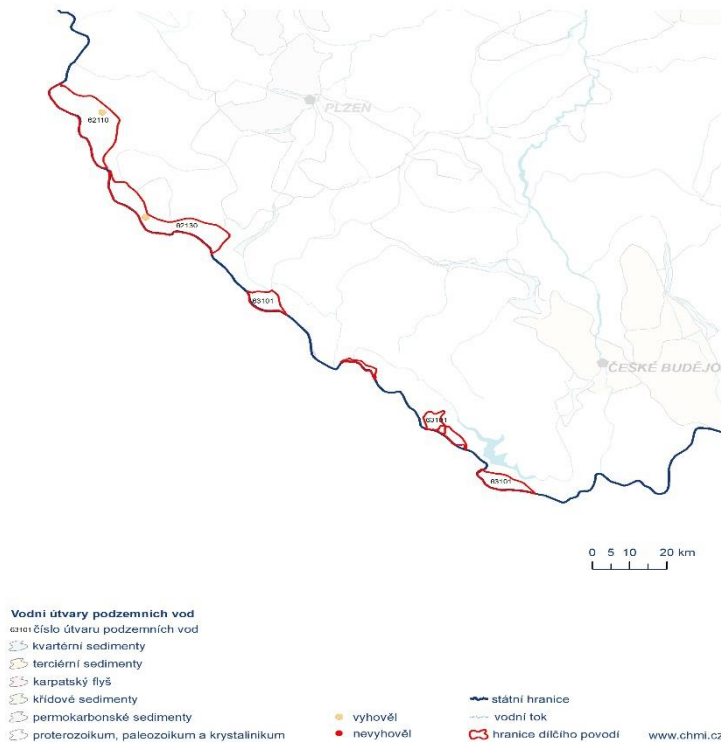 PLZEŇ
62110
62130
63101
ČESKÉ BUDĚJO
63101
63101
0 5 10 20 km
Vodní útvary podzemních vod
63101 číslo útvaru podzemních vod
kvartérní sedimenty
terciérní sedimenty
karpatský flyš
křídové sedimenty
permokarbonské sedimenty
proterozoikum, paleozoikum a krystalinikum
vyhověl
nevyhověl
státní hranice
vodní tok
hranice dílčího povodí
www.chmi.cz